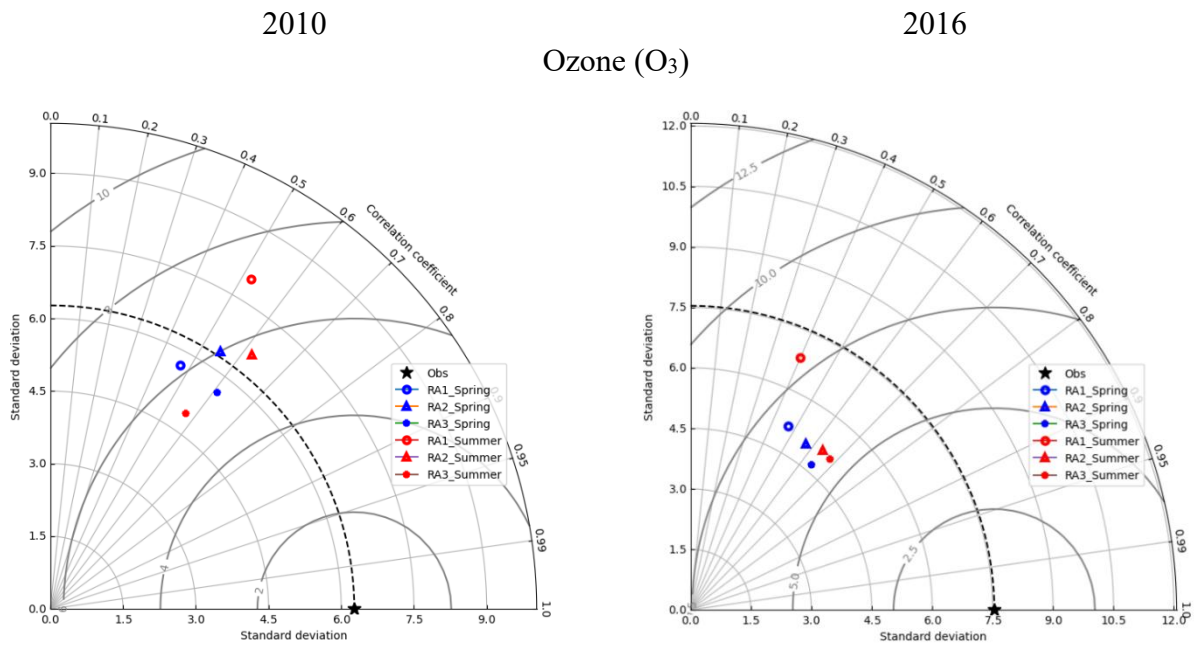 2010
2016
Ozone (O₃)
0.0
0.1
0.2
0.3
0.4
0.5
0.6
0.7
0.8
0.9
0.95
0.99
1.0
Correlation coefficient
9.0
7.5
6.0
4.5
3.0
1.5
0.0
Standard deviation
10
8
4
2
0
Obs
RA1_Spring
RA2_Spring
RA3_Spring
RA1_Summer
RA2_Summer
RA3_Summer
0.0 1.5 3.0 4.5 6.0 7.5 9.0
Standard deviation
0.0
0.1
0.2
0.3
0.4
0.5
0.6
0.7
0.8
0.9
0.95
0.99
1.0
Correlation coefficient
12.0
10.5
9.0
7.5
6.0
4.5
3.0
1.5
0.0
Standard deviation
12.5
10.0
5.0
2.5
Obs
RA1_Spring
RA2_Spring
RA3_Spring
RA1_Summer
RA2_Summer
RA3_Summer
0.0 1.5 3.0 4.5 6.0 7.5 9.0 10.5 12.0
Standard deviation